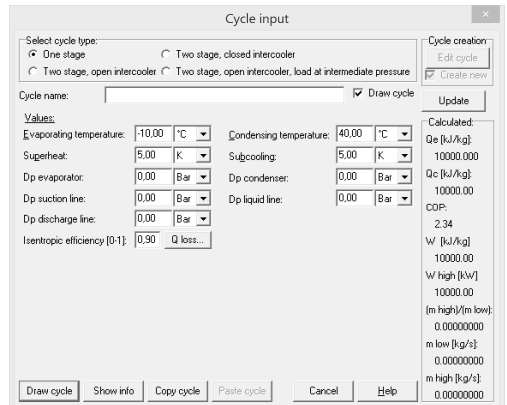 Cycle input
Select cycle type:
One stage
Two stage, closed intercooler
Two stage, open intercooler
Two stage, open intercooler, load at intermediate pressure
Cycle creation
Edit cycle
Create new
Cycle name:
Draw cycle
Update
Values:
Evaporating temperature: -10,00 °C
Condensing temperature: 40,00 °C
Superheat: 5,00 K
Subcooling: 5,00 K
Dp evaporator: 0,00 Bar
Dp condenser: 0,00 Bar
Dp suction line: 0,00 Bar
Dp liquid line: 0,00 Bar
Dp discharge line: 0,00 Bar
Isentropic efficiency [0-1]: 0,90 Q loss...
Calculated:
Qe [kJ/kg]:
10000.000
Qc [kJ/kg]:
10000.00
COP:
2.34
W [kJ/kg]
10000.00
W high [kW]
10000.00
(m high)/(m low):
0.00000000
m low [kg/s]:
0.00000000
m high [kg/s]:
0.00000000
Draw cycle
Show info
Copy cycle
Paste cycle
Cancel
Help